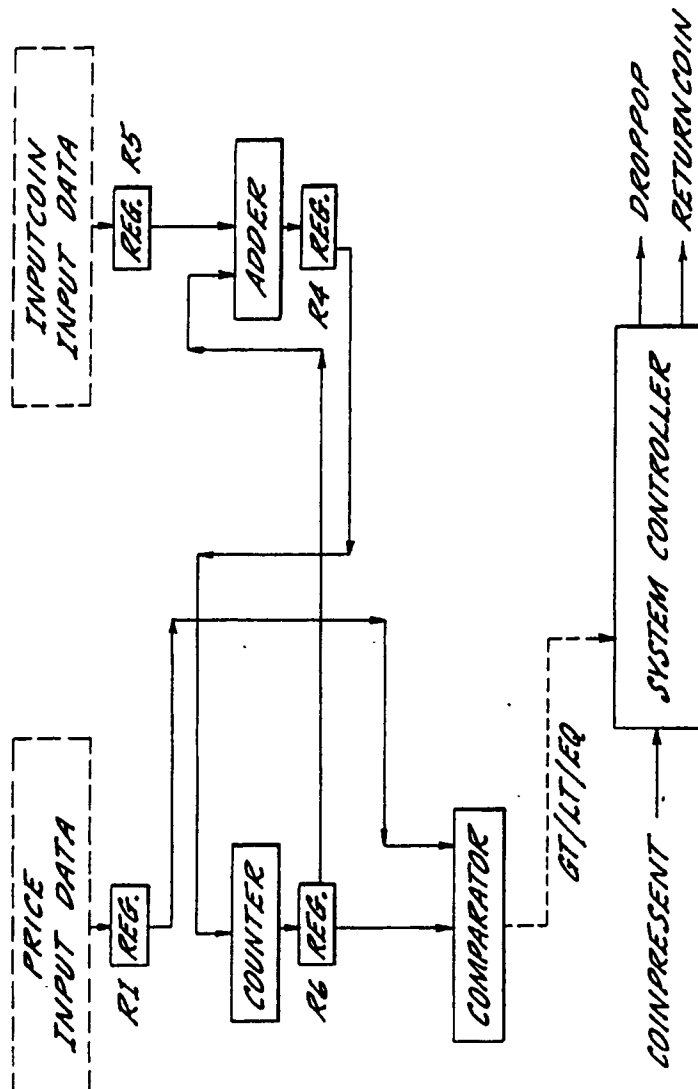 PRICE
INPUT DATA
INPUTCOIN
INPUT DATA
R1
REG.
REG.
R5
COUNTER
ADDER
R6
REG.
R4
REG.
COMPARATOR
GT/LT/EQ
COINPRESENT
SYSTEM CONTROLLER
DROPPOP
RETURNCOIN